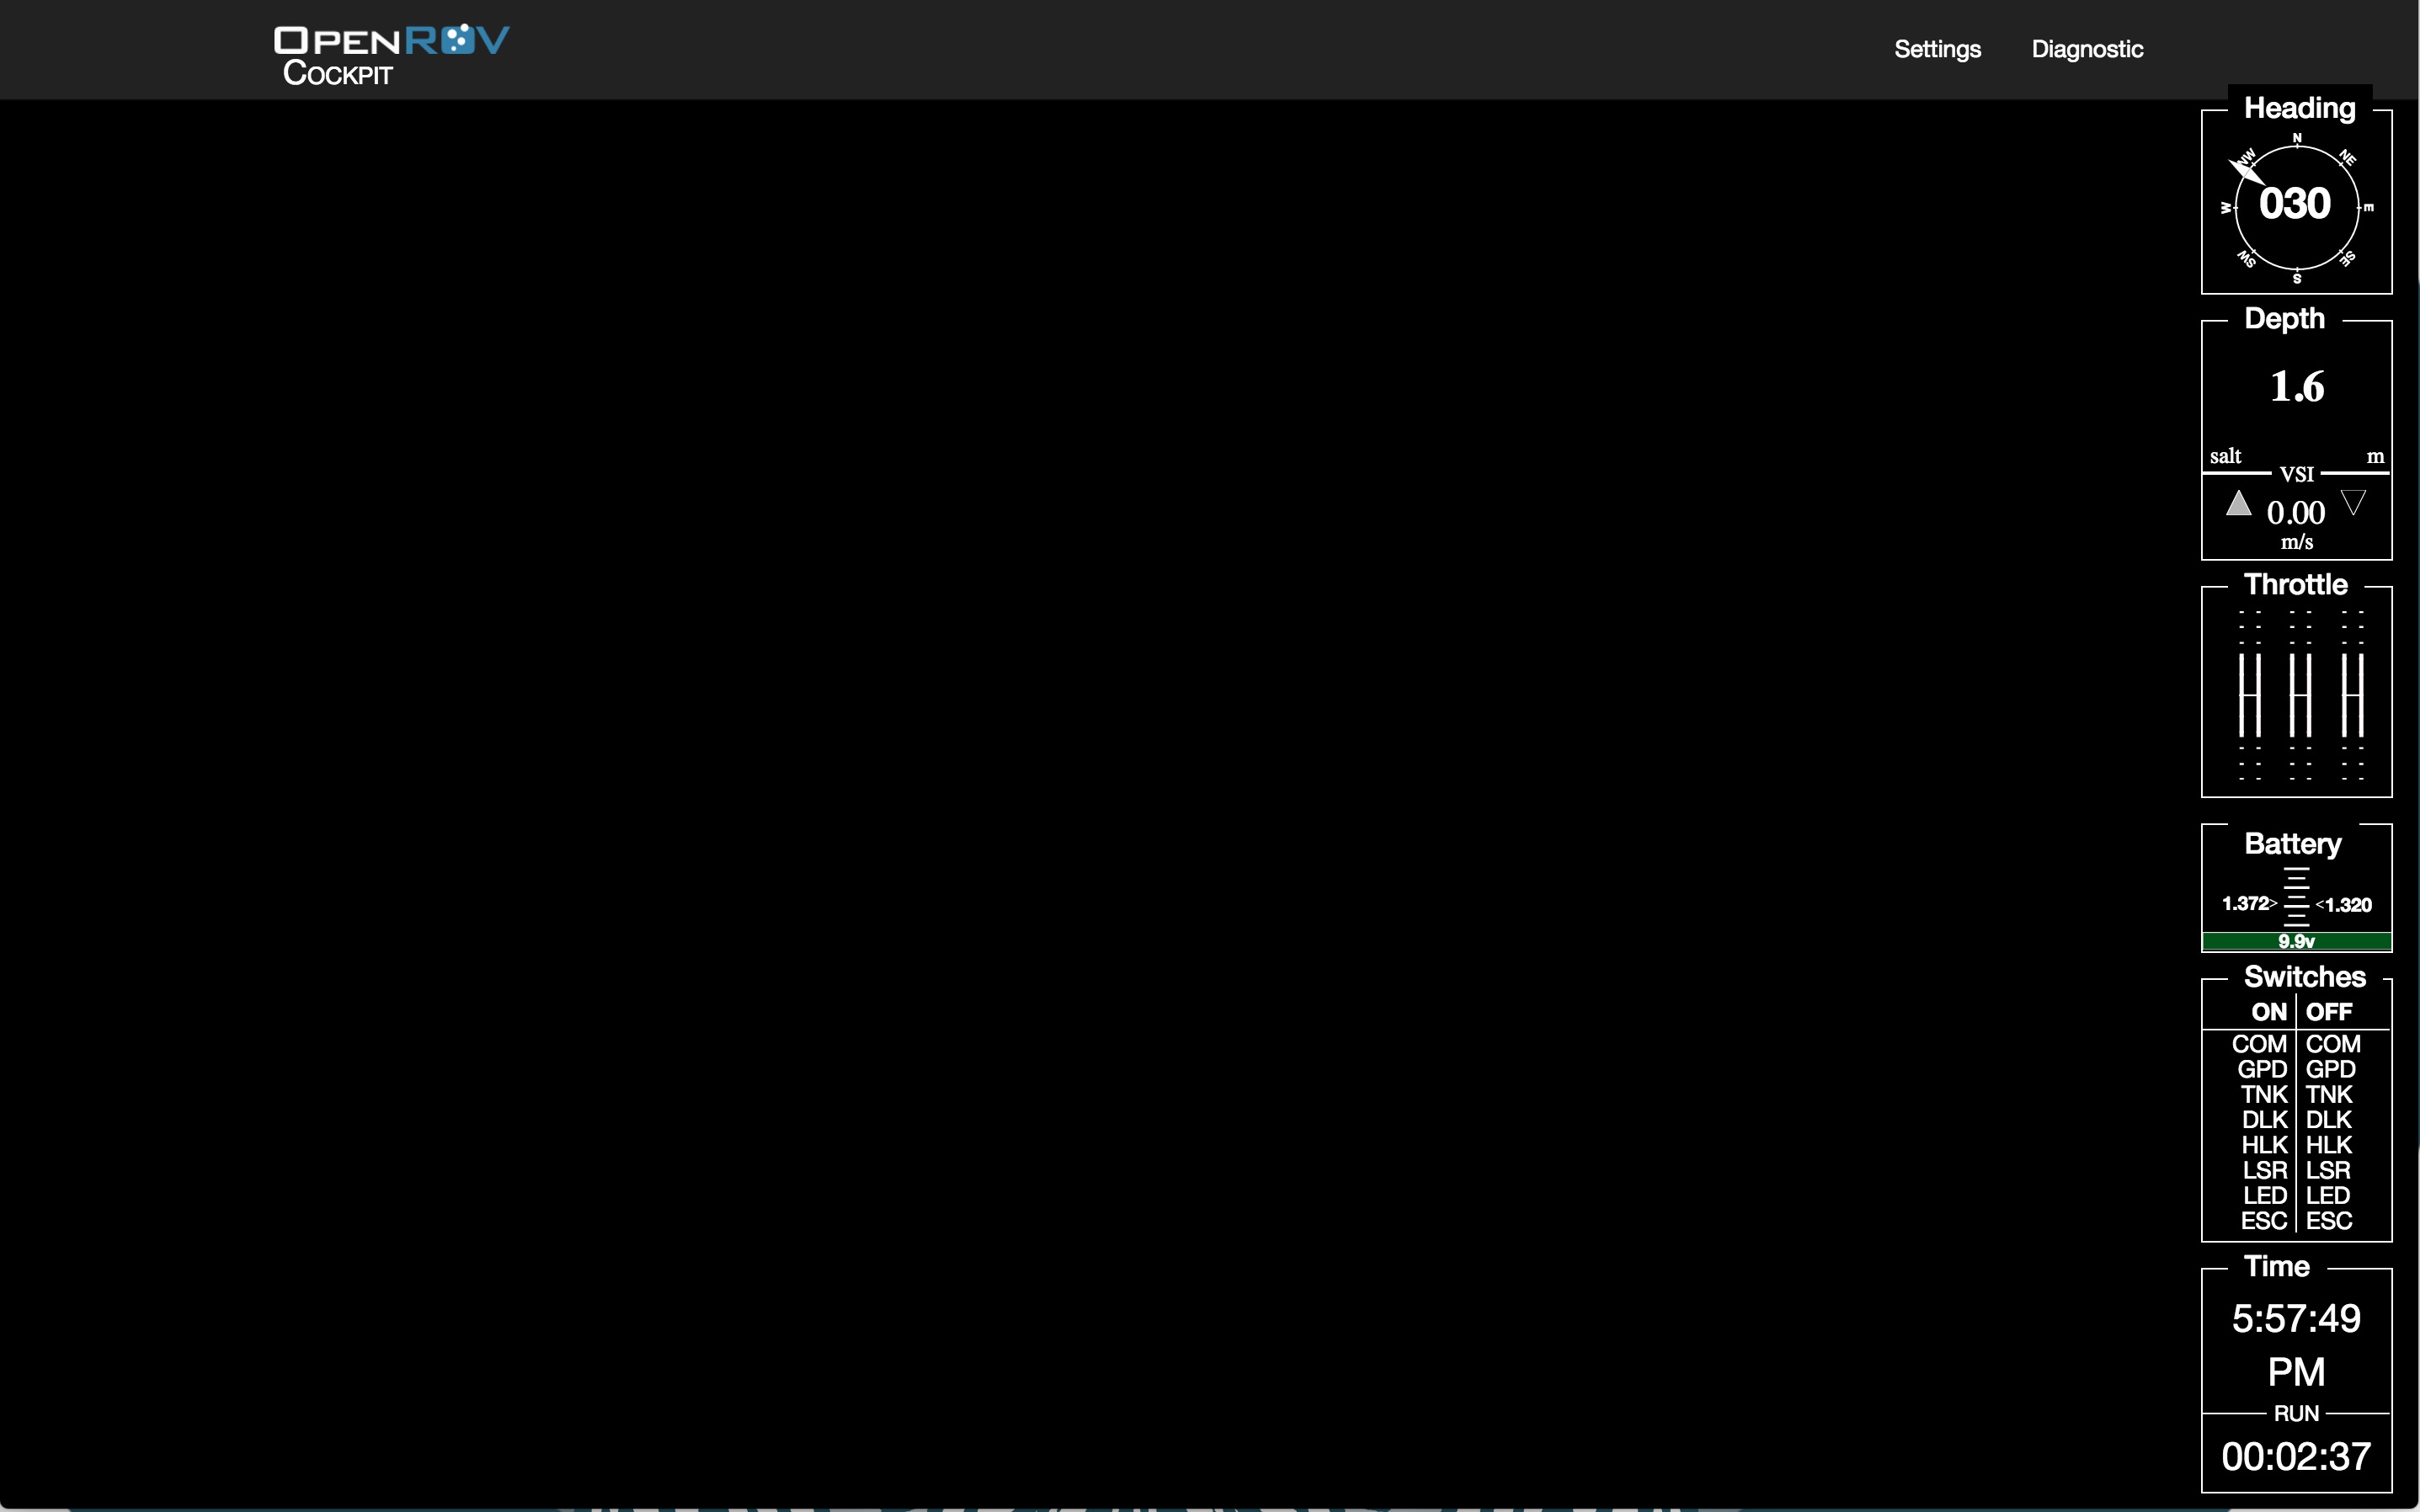 OPENROV
COCKPIT
Settings Diagnostic
Heading
N
NW NE
030
W E
SW SE
S
Depth
1.6
salt m
VSI
0.00
m/s
Throttle
Battery
1.372> <1.320
9.9v
Switches
ON OFF
COM COM
GPD GPD
TNK TNK
DLK DLK
HLK HLK
LSR LSR
LED LED
ESC ESC
Time
5:57:49
PM
RUN
00:02:37